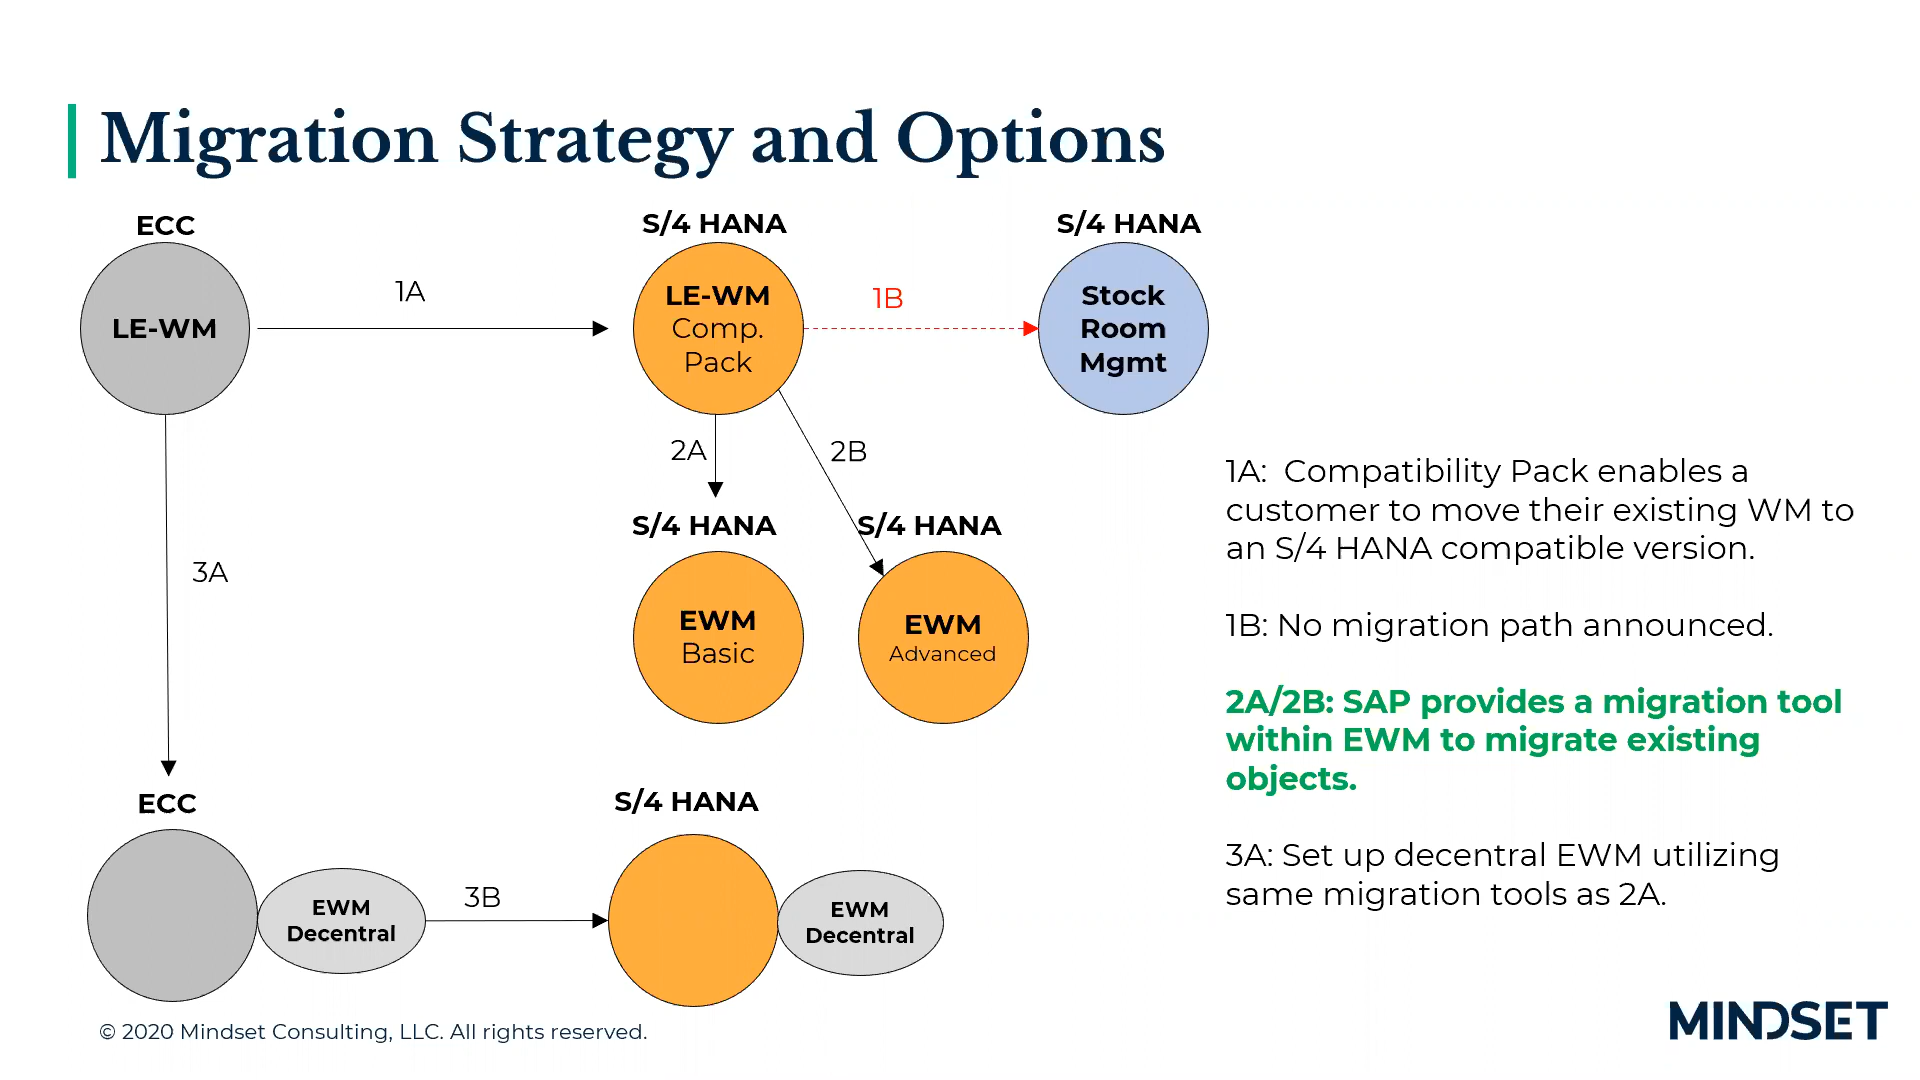 Migration Strategy and Options
ECC
S/4 HANA
S/4 HANA
LE-WM
1A
LE-WM
Comp.
Pack
1B
Stock
Room
Mgmt
2A
2B
3A
S/4 HANA
S/4 HANA
EWM
Basic
EWM
Advanced
ECC
S/4 HANA
EWM
Decentral
3B
EWM
Decentral
1A:  Compatibility Pack enables a
customer to move their existing WM to
an S/4 HANA compatible version.
1B: No migration path announced.
2A/2B: SAP provides a migration tool
within EWM to migrate existing
objects.
3A: Set up decentral EWM utilizing
same migration tools as 2A.
© 2020 Mindset Consulting, LLC. All rights reserved.
MINDSET